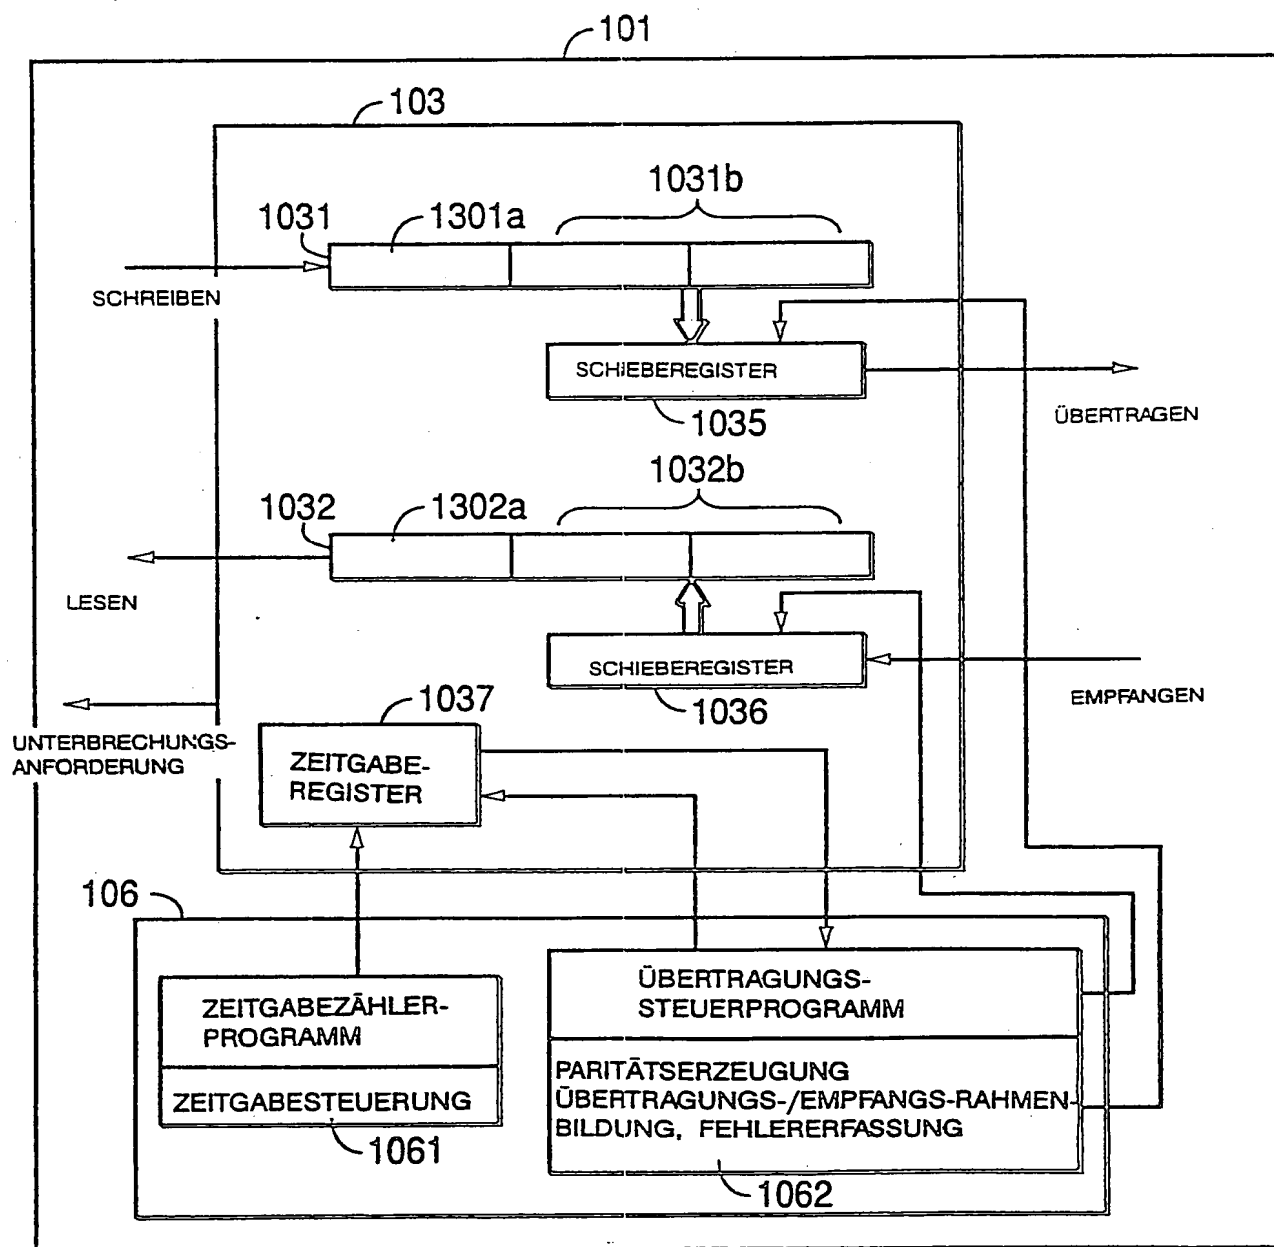 101
103
1031b
1031
1301a
SCHREIBEN
SCHIEBEREGISTER
1035
ÜBERTRAGEN
1032b
1032
1302a
LESEN
SCHIEBEREGISTER
1036
EMPFANGEN
1037
UNTERBRECHUNGS-
ANFORDERUNG
ZEITGABE-
REGISTER
106
ZEITGABEZÄHLER-
PROGRAMM
ZEITGABESTEUERUNG
1061
ÜBERTRAGUNGS-
STEUERPROGRAMM
PARITÄTSERZEUGUNG
ÜBERTRAGUNGS-/EMPFANGS-RAHMEN-
BILDUNG, FEHLERERFASSUNG
1062